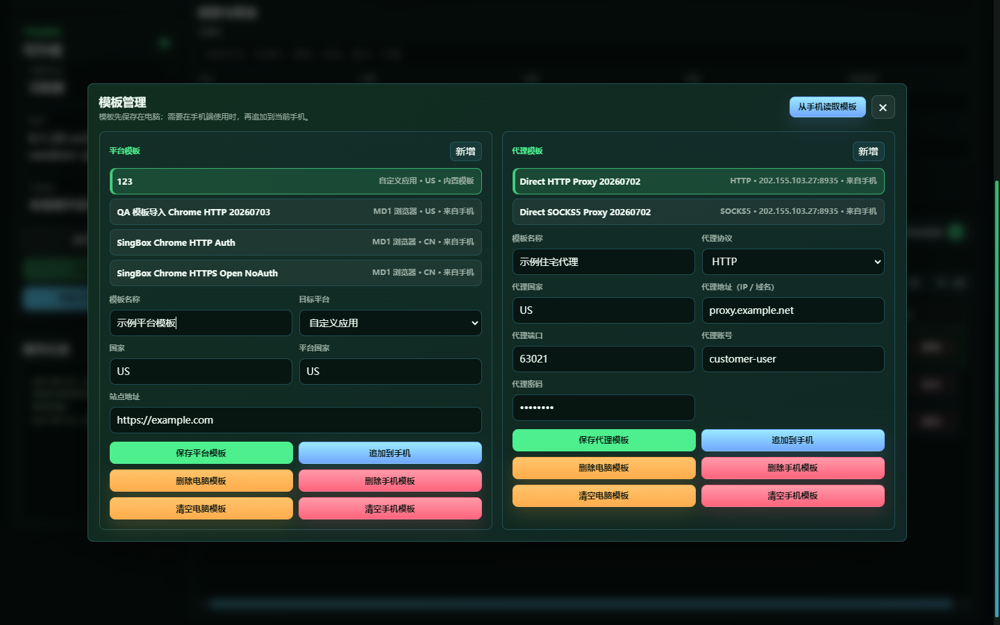 模板管理
模板先保存在电脑；需要在手机端使用时，再追加到当前手机。
从手机读取模板
×
平台模板
新增
123
自定义应用 • US • 内置模板
QA 模板导入 Chrome HTTP 20260703
MD1 浏览器 • US • 来自手机
SingBox Chrome HTTP Auth
MD1 浏览器 • CN • 来自手机
SingBox Chrome HTTPS Open NoAuth
MD1 浏览器 • CN • 来自手机
模板名称
目标平台
示例平台模板
自定义应用
国家
平台国家
US
US
站点地址
https://example.com
保存平台模板
追加到手机
删除电脑模板
删除手机模板
清空电脑模板
清空手机模板
代理模板
新增
Direct HTTP Proxy 20260702
HTTP • 202.155.103.27:8935 • 来自手机
Direct SOCKS5 Proxy 20260702
SOCKS5 • 202.155.103.27:8935 • 来自手机
模板名称
代理协议
示例住宅代理
HTTP
代理国家
代理地址（IP / 域名）
US
proxy.example.net
代理端口
代理账号
63021
customer-user
代理密码
••••••••
保存代理模板
追加到手机
删除电脑模板
删除手机模板
清空电脑模板
清空手机模板